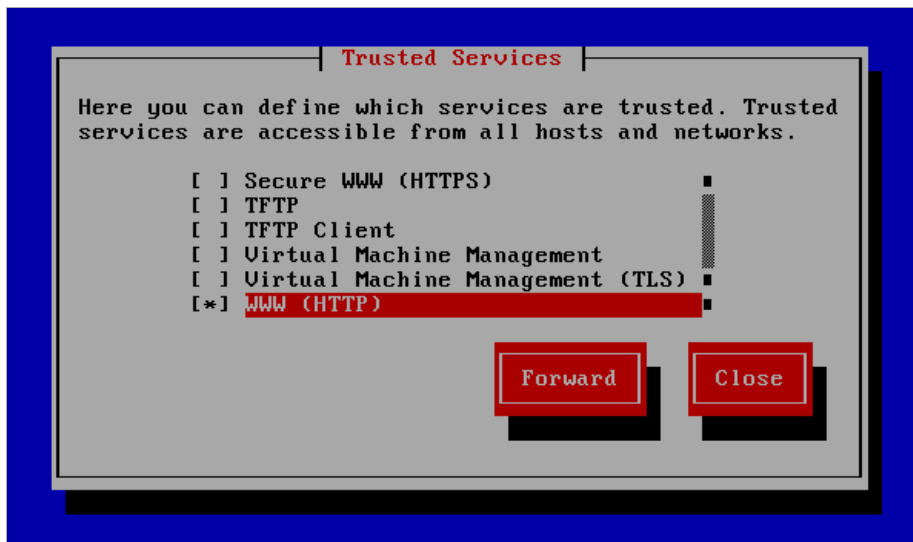 Trusted Services
Here you can define which services are trusted. Trusted
services are accessible from all hosts and networks.
[ ] Secure WWW (HTTPS)
[ ] TFTP
[ ] TFTP Client
[ ] Virtual Machine Management
[ ] Virtual Machine Management (TLS)
[*] WWW (HTTP)
Forward Close